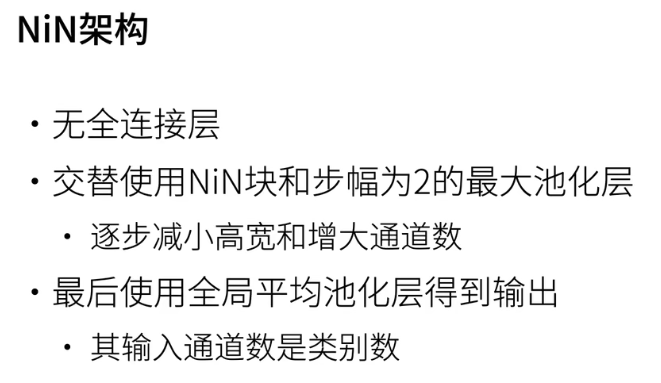 NiN架构
• 无全连接层
• 交替使用NiN块和步幅为2的最大池化层
• 逐步减小高宽和增大通道数
• 最后使用全局平均池化层得到输出
• 其输入通道数是类别数